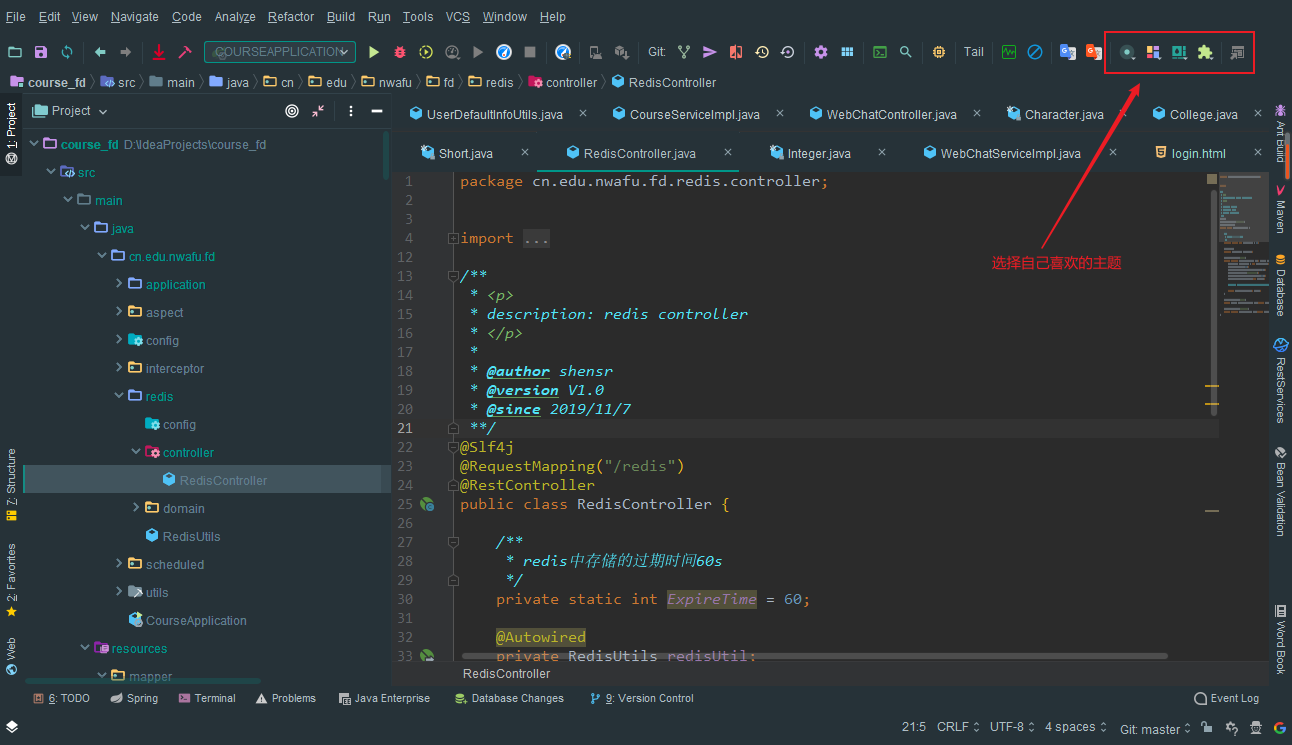 File Edit View Navigate Code Analyze Refactor Build Run Tools VCS Window Help
COURSEAPPLICATION Git: Tail
course_fd src main java cn edu nwafu fd redis controller RedisController
Project
UserDefaultInfoUtils.java CourseServiceImpl.java WebChatController.java Character.java College.java
Short.java RedisController.java Integer.java WebChatServiceImpl.java login.html
1: Project
7: Structure
2: Favorites
Web
course_fd D:\IdeaProjects\course_fd
src
main
java
cn.edu.nwafu.fd
application
aspect
config
interceptor
redis
config
controller
RedisController
domain
RedisUtils
scheduled
utils
CourseApplication
resources
mapper
1 package cn.edu.nwafu.fd.redis.controller;
2
3
4 import ...
12
13 /**
14 * <p>
15 * description: redis controller
16 * </p>
17 *
18 * @author shensr
19 * @version V1.0
20 * @since 2019/11/7
21 **/
22 @Slf4j
23 @RequestMapping("/redis")
24 @RestController
25 public class RedisController {
26
27 /**
28 * redis中存储的过期时间60s
29 */
30 private static int ExpireTime = 60;
31
32 @Autowired
33 private RedisUtils redisUtil;
RedisController
选择自己喜欢的主题
Ant Build
Maven
Database
RestServices
Bean Validation
Word Book
6: TODO Spring Terminal Problems Java Enterprise Database Changes 9: Version Control Event Log
21:5 CRLF UTF-8 4 spaces Git: master